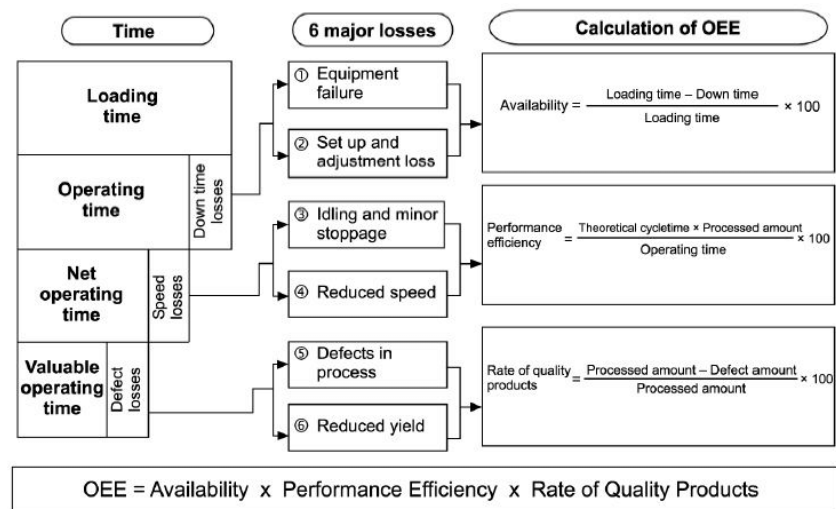 Time
6 major losses
Calculation of OEE
Loading
time
Operating
time
Down time
losses
Net
operating
time
Speed
losses
Valuable
operating
time
Defect
losses
① Equipment
failure
② Set up and
adjustment loss
③ Idling and minor
stoppage
④ Reduced speed
⑤ Defects in
process
⑥ Reduced yield
Loading time – Down time
Availability = × 100
Loading time
Performance Theoretical cycletime × Processed amount
efficiency = × 100
Operating time
Rate of quality Processed amount – Defect amount
products = × 100
Processed amount
OEE = Availability x Performance Efficiency x Rate of Quality Products